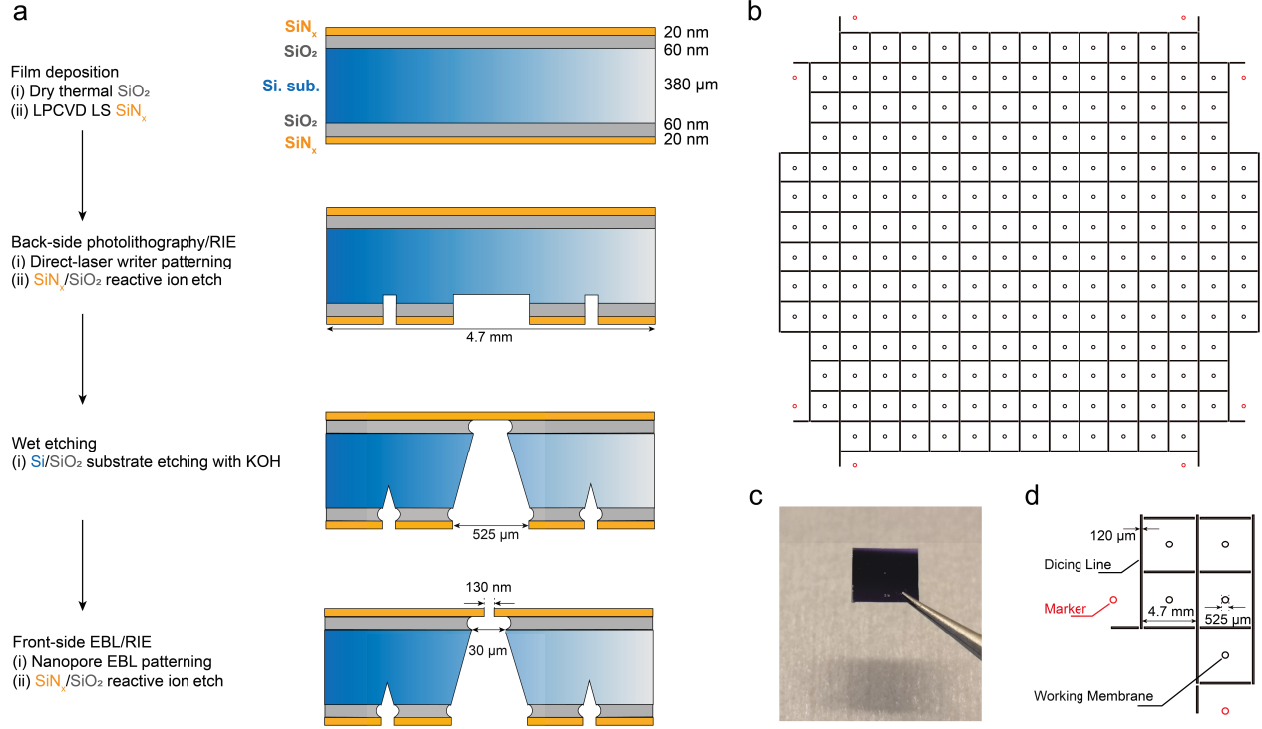 a
Film deposition
(i) Dry thermal SiO₂
(ii) LPCVD LS SiNₓ
SiNₓ
SiO₂
Si. sub.
SiO₂
SiNₓ
20 nm
60 nm
380 µm
60 nm
20 nm
Back-side photolithography/RIE
(i) Direct-laser writer patterning
(ii) SiNₓ/SiO₂ reactive ion etch
4.7 mm
Wet etching
(i) Si/SiO₂ substrate etching with KOH
525 µm
Front-side EBL/RIE
(i) Nanopore EBL patterning
(ii) SiNₓ/SiO₂ reactive ion etch
130 nm
30 µm
b
c
d
120 µm
Dicing Line
Marker
4.7 mm
525 µm
Working Membrane